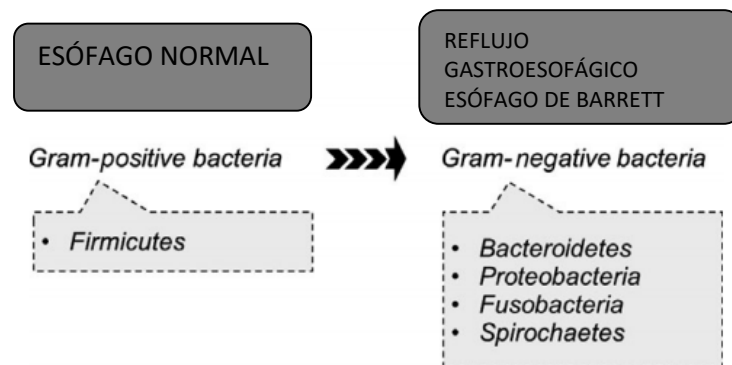 ESÓFAGO NORMAL
REFLUJO
GASTROESOFÁGICO
ESÓFAGO DE BARRETT
Gram-positive bacteria
Gram-negative bacteria
• Firmicutes
• Bacteroidetes
• Proteobacteria
• Fusobacteria
• Spirochaetes